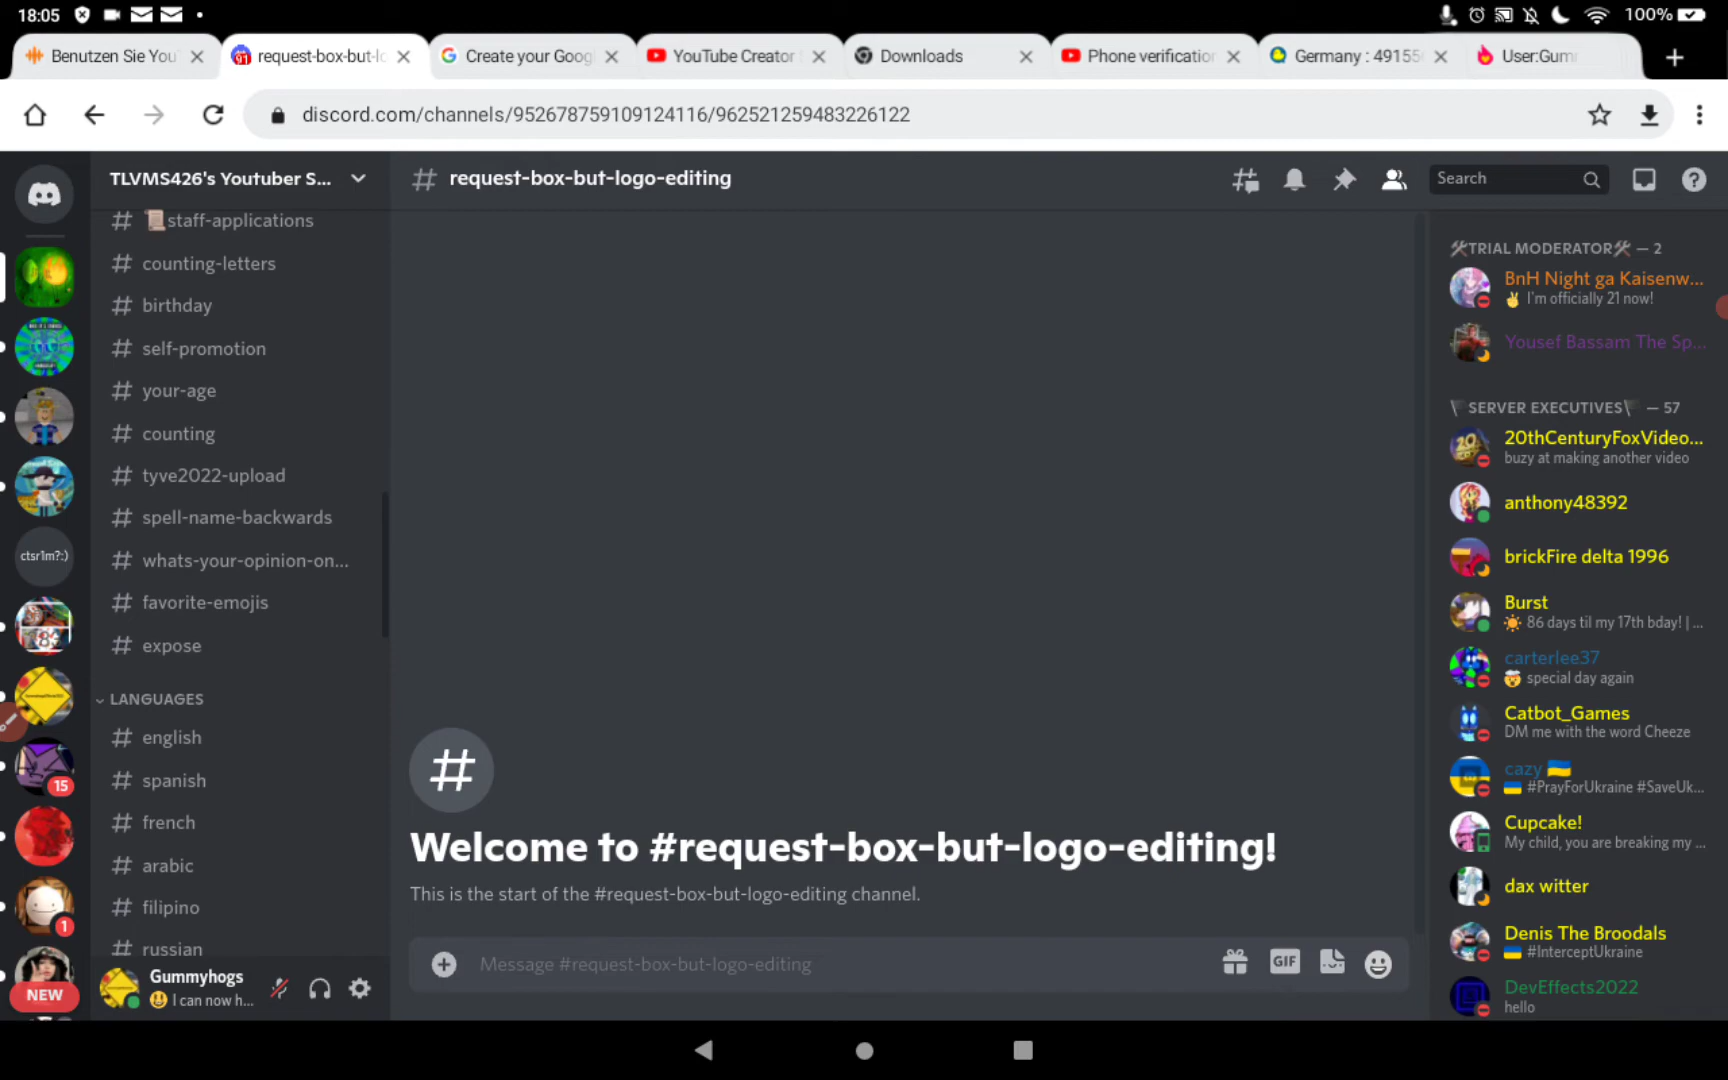 18:05
100%
Benutzen Sie You
request-box-but-lo
Create your Goog
YouTube Creator
Downloads
Phone verification
Germany : 49155
User:Gum
discord.com/channels/952678759109124116/962521259483226122
TLVMS426's Youtuber S...
request-box-but-logo-editing
Search
staff-applications
counting-letters
birthday
self-promotion
your-age
counting
tyve2022-upload
spell-name-backwards
whats-your-opinion-on...
favorite-emojis
expose
LANGUAGES
english
spanish
french
arabic
filipino
russian
ctsr1m?:)
15
1
NEW
Gummyhogs
😃 I can now h...
Welcome to #request-box-but-logo-editing!
This is the start of the #request-box-but-logo-editing channel.
Message #request-box-but-logo-editing
GIF
🛠TRIAL MODERATOR🛠 — 2
BnH Night ga Kaisenw...
✌ I'm officially 21 now!
Yousef Bassam The Sp...
🏴SERVER EXECUTIVES🏴 — 57
20thCenturyFoxVideo...
buzy at making another video
anthony48392
brickFire delta 1996
Burst
☀ 86 days til my 17th bday! | ...
carterlee37
🤯 special day again
Catbot_Games
DM me with the word Cheeze
cazy 🇺🇦
🇺🇦 #PrayForUkraine #SaveUk...
Cupcake!
My child, you are breaking my ...
dax witter
Denis The Broodals
🇺🇦 #InterceptUkraine
DevEffects2022
hello